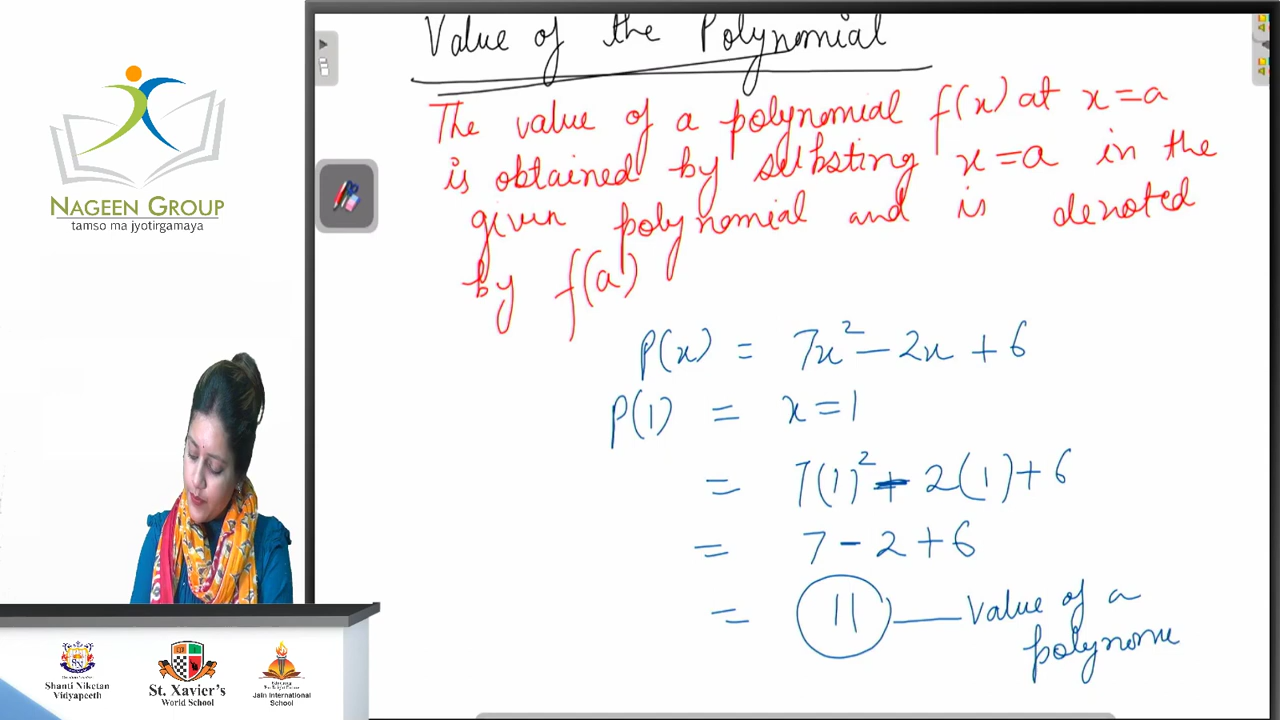 Value of the Polynomial
The value of a polynomial f(x) at x=a
is obtained by substing x=a in the
given polynomial and is denoted
by f(a)
P(x) = 7x² - 2x + 6
P(1) = x=1
= 7(1)² - 2(1)+6
= 7-2+6
= 11 — Value of a
polynome
NAGEEN GROUP
tamso ma jyotirgamaya
Shanti Niketan
Vidyapeeth
St. Xavier's
World School
Jain International
School